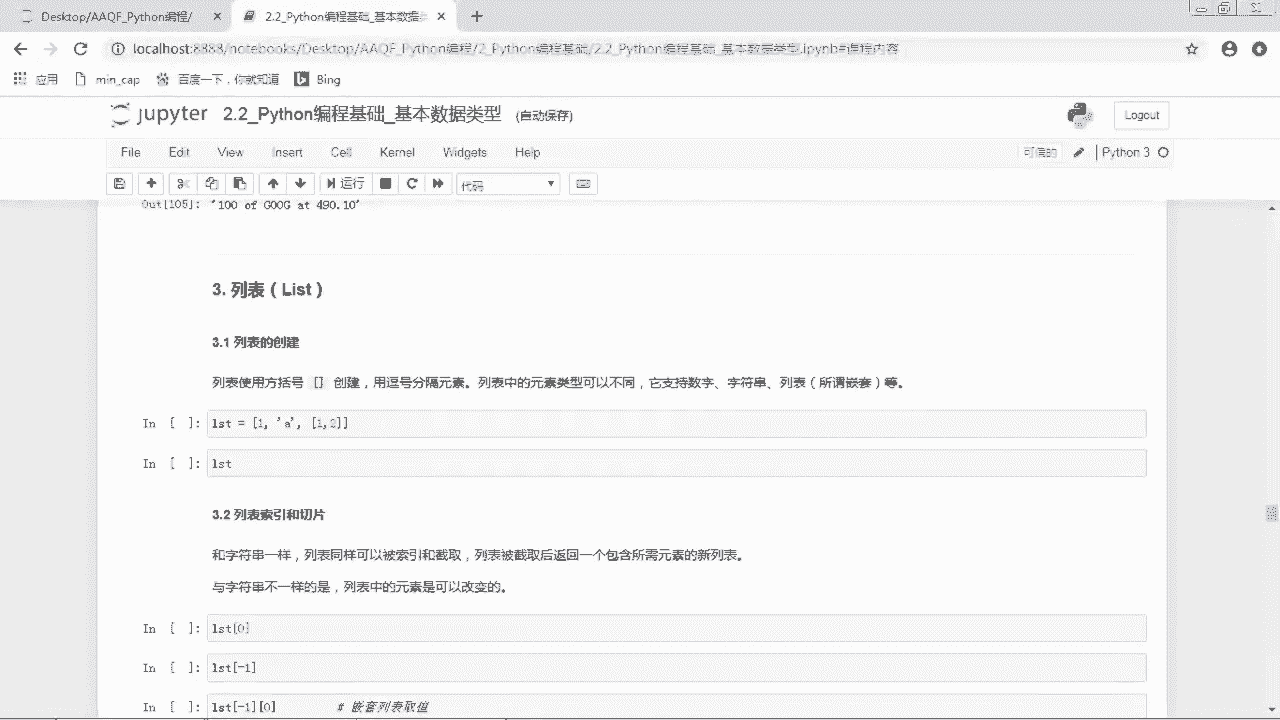 Desktop/AAQF_Python编程/
2.2_Python编程基础_基本数据
localhost:8888/notebooks/Desktop/AAQF_Python编程/2_Python编程基础/2.2_Python编程基础_基本数据类型.ipynb#课程内容
应用 min_cap 百度一下，你就知道 Bing
jupyter 2.2_Python编程基础_基本数据类型 (自动保存)
Logout
File Edit View Insert Cell Kernel Widgets Help 可信的 Python 3
运行 代码
Out[105]: '100 of GOOG at 490.10'
3. 列表（List）
3.1 列表的创建
列表使用方括号 [] 创建，用逗号分隔元素。列表中的元素类型可以不同，它支持数字、字符串、列表（所谓嵌套）等。
In [ ]: lst = [1, 'a', [1,2]]
In [ ]: lst
3.2 列表索引和切片
和字符串一样，列表同样可以被索引和截取，列表被截取后返回一个包含所需元素的新列表。
与字符串不一样的是，列表中的元素是可以改变的。
In [ ]: lst[0]
In [ ]: lst[-1]
In [ ]: lst[-1][0] # 嵌套列表取值